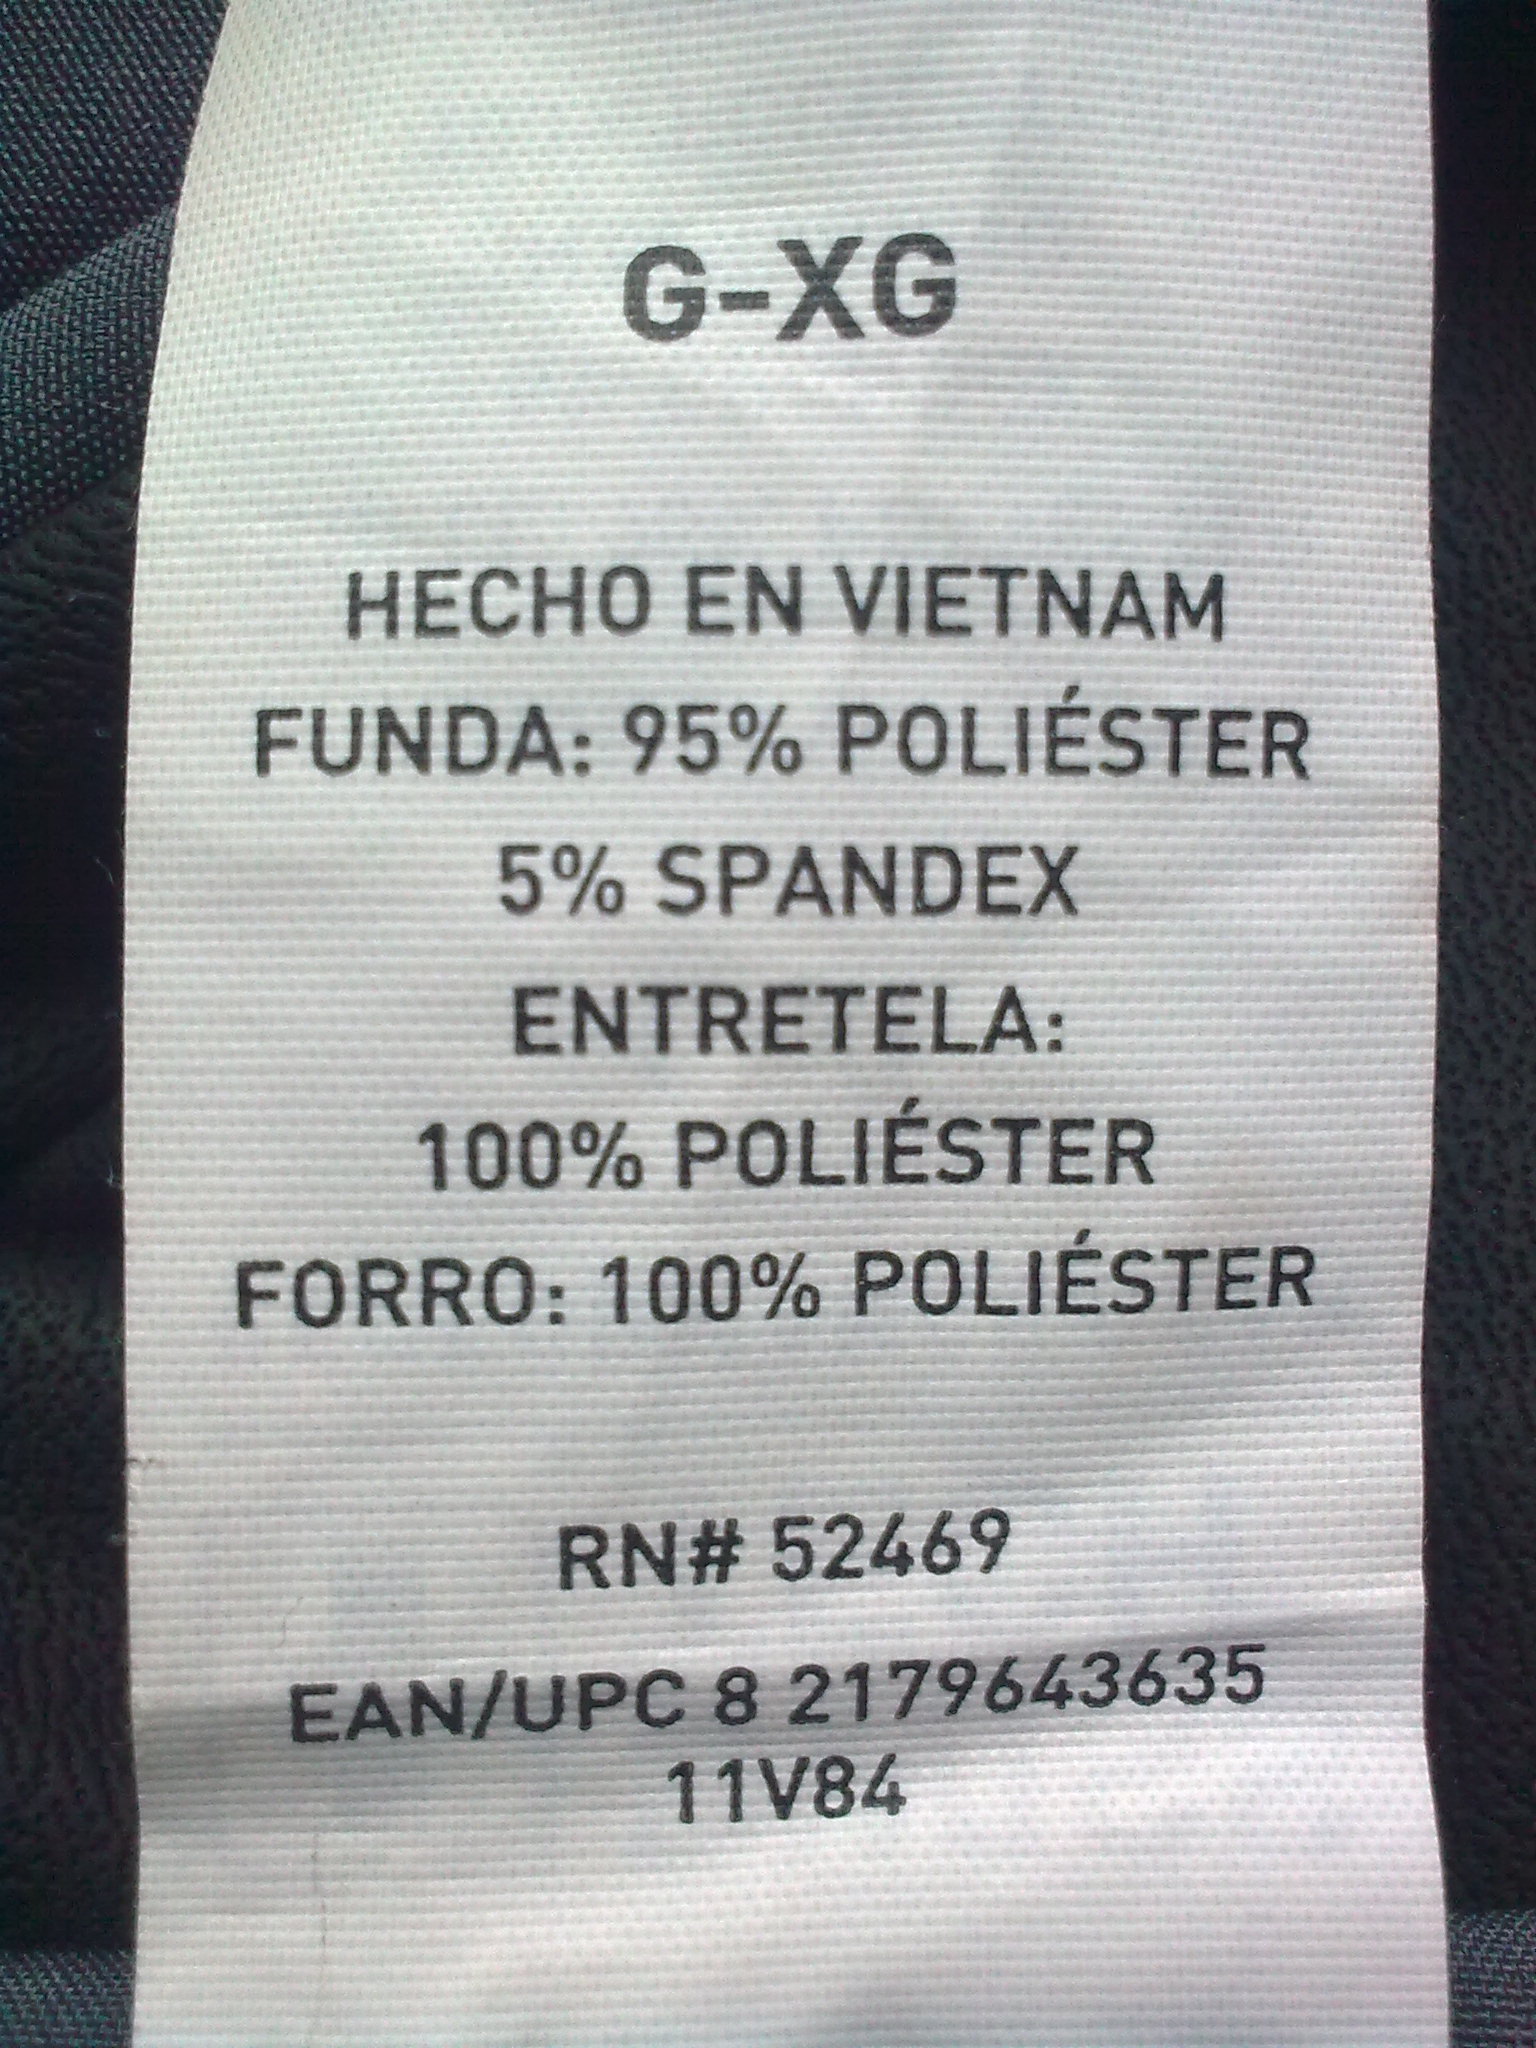 G-XG
HECHO EN VIETNAM
FUNDA: 95% POLIÉSTER
5% SPANDEX
ENTRETELA:
100% POLIÉSTER
FORRO: 100% POLIÉSTER
RN# 52469
EAN/UPC 8 2179643635
11V84